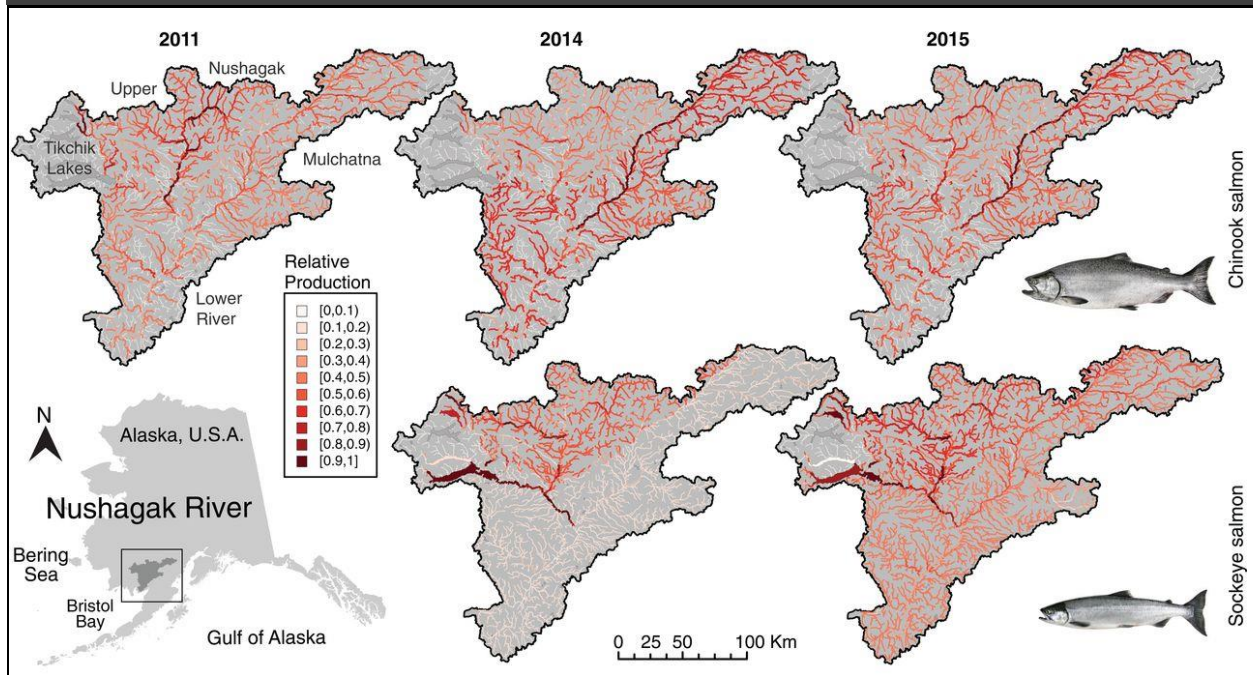 2011
2014
2015
Nushagak
Upper
Tikchik
Lakes
Mulchatna
Chinook salmon
Lower
River
Relative
Production
[0,0.1)
[0.1,0.2)
[0.2,0.3)
[0.3,0.4)
[0.4,0.5)
[0.5,0.6)
[0.6,0.7)
[0.7,0.8)
[0.8,0.9)
[0.9,1]
N
Alaska, U.S.A.
Nushagak River
Bering
Sea
Bristol
Bay
Gulf of Alaska
0 25 50 100 Km
Sockeye salmon